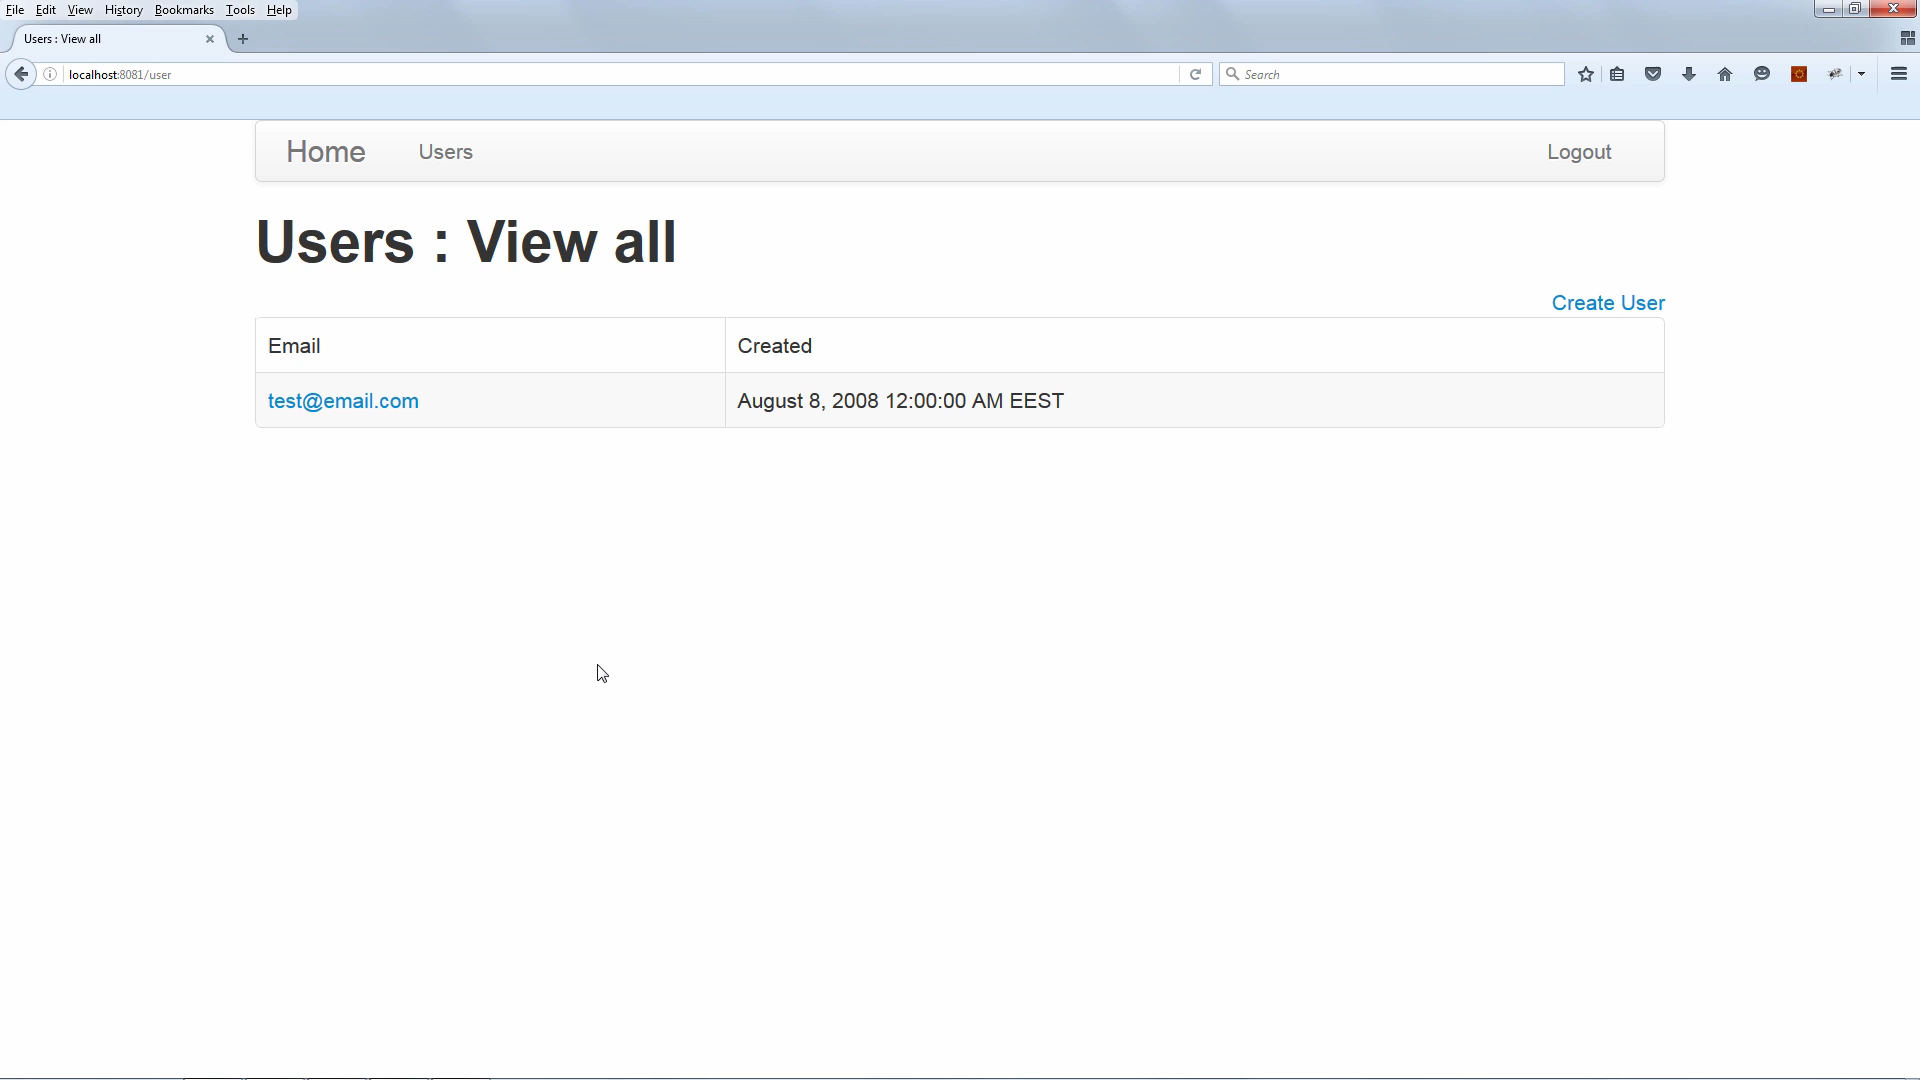 File Edit View History Bookmarks Tools Help
Users : View all
localhost:8081/user
Search
Home Users Logout
Users : View all
Create User
Email Created
test@email.com August 8, 2008 12:00:00 AM EEST